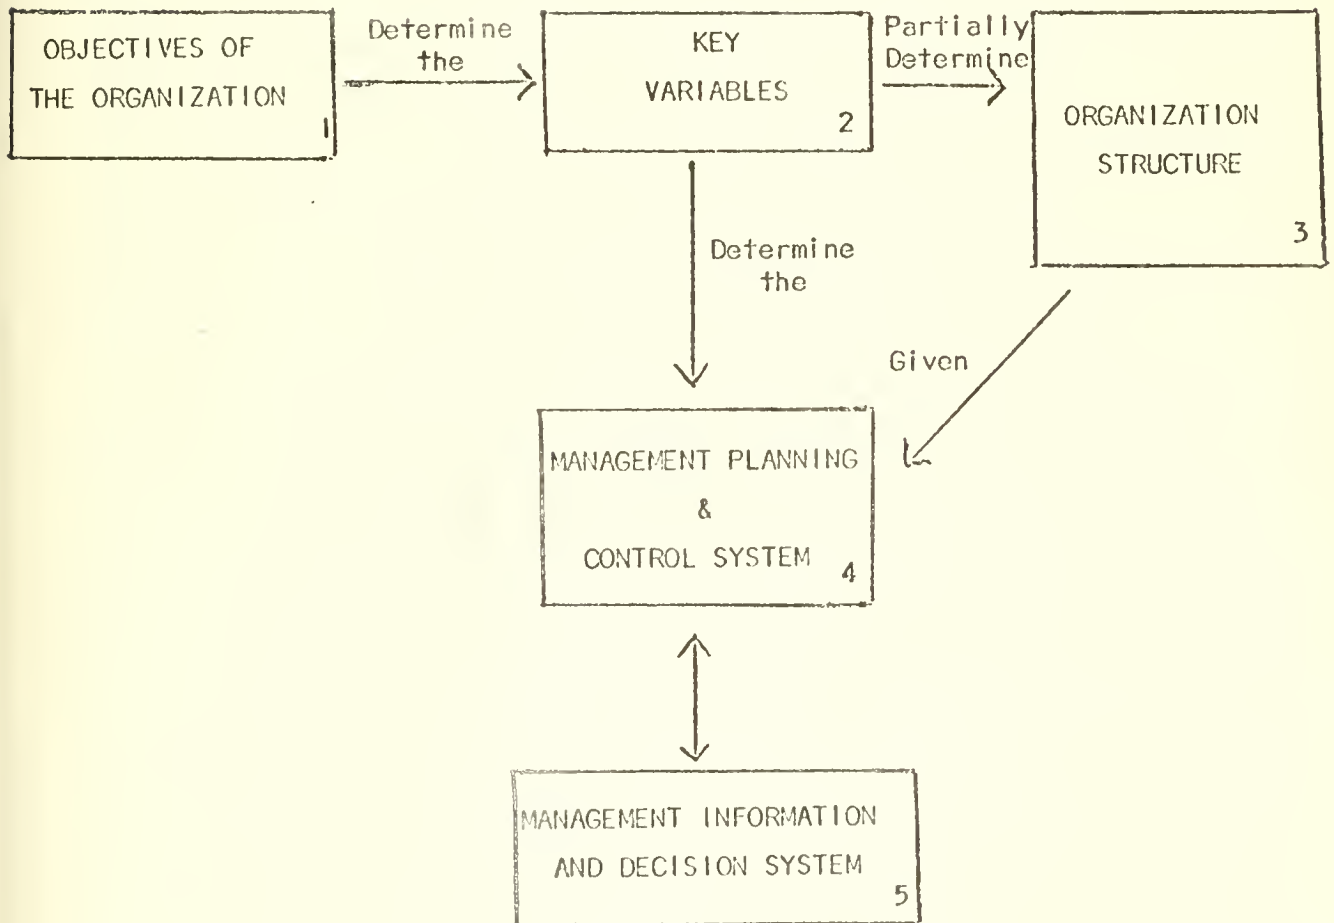 OBJECTIVES OF
THE ORGANIZATION
1
Determine
the
KEY
VARIABLES
2
Partially
Determine
ORGANIZATION
STRUCTURE
3
Determine
the
Given
MANAGEMENT PLANNING
&
CONTROL SYSTEM
4
MANAGEMENT INFORMATION
AND DECISION SYSTEM
5